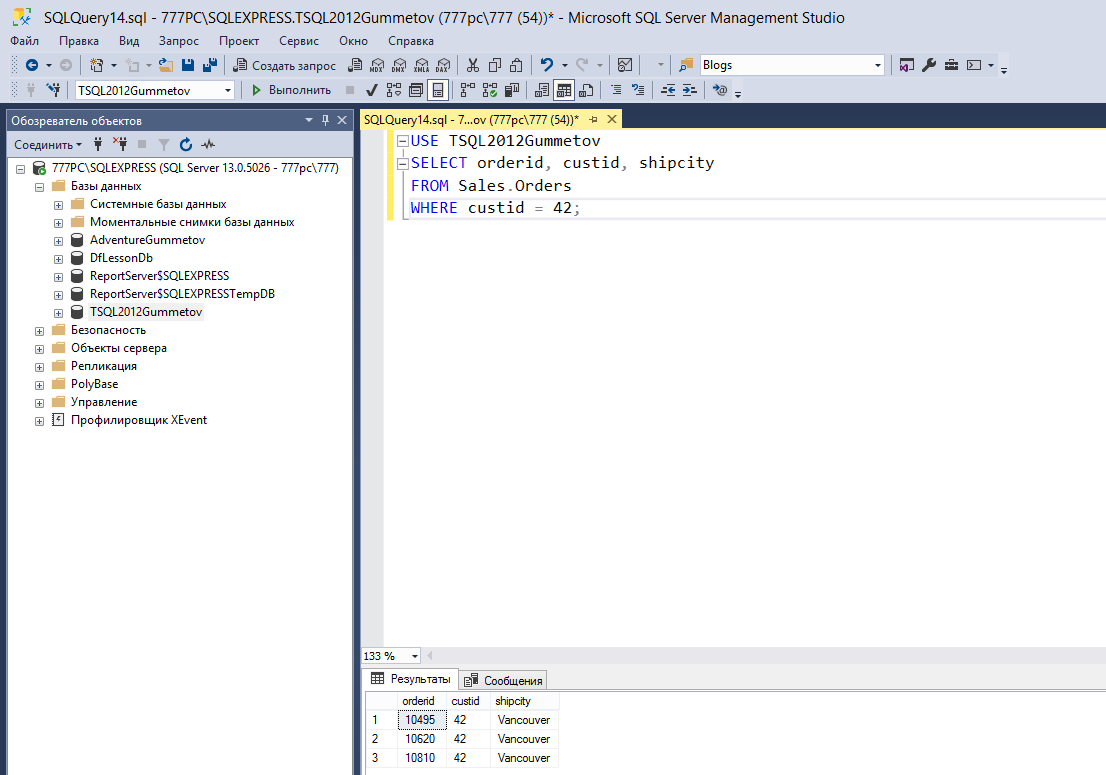 SQLQuery14.sql - 777PC\SQLEXPRESS.TSQL2012Gummetov (777pc\777 (54))* - Microsoft SQL Server Management Studio
Файл Правка Вид Запрос Проект Сервис Окно Справка
Создать запрос MDX DMX XMLA DAX Blogs
TSQL2012Gummetov Выполнить
Обозреватель объектов
Соединить
777PC\SQLEXPRESS (SQL Server 13.0.5026 - 777pc\777)
Базы данных
Системные базы данных
Моментальные снимки базы данных
AdventureGummetov
DfLessonDb
ReportServer$SQLEXPRESS
ReportServer$SQLEXPRESSTempDB
TSQL2012Gummetov
Безопасность
Объекты сервера
Репликация
PolyBase
Управление
Профилировщик XEvent
SQLQuery14.sql - 7...ov (777pc\777 (54))*
USE TSQL2012Gummetov
SELECT orderid, custid, shipcity
FROM Sales.Orders
WHERE custid = 42;
133 %
Результаты Сообщения
orderid custid shipcity
1 10495 42 Vancouver
2 10620 42 Vancouver
3 10810 42 Vancouver